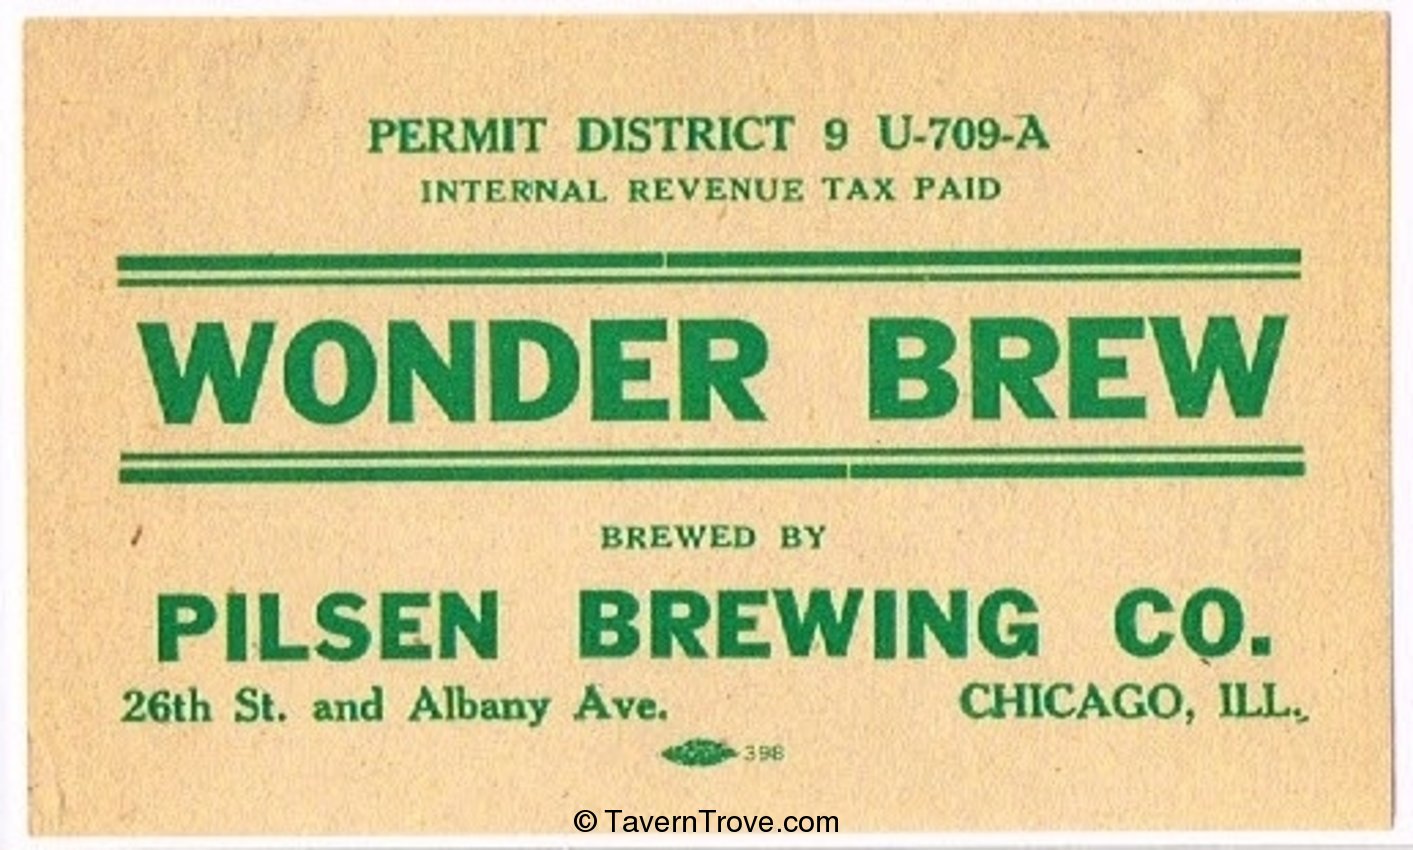 PERMIT DISTRICT 9 U-709-A
INTERNAL REVENUE TAX PAID
WONDER BREW
BREWED BY
PILSEN BREWING CO.
26th St. and Albany Ave. CHICAGO, ILL.
398
© TavernTrove.com